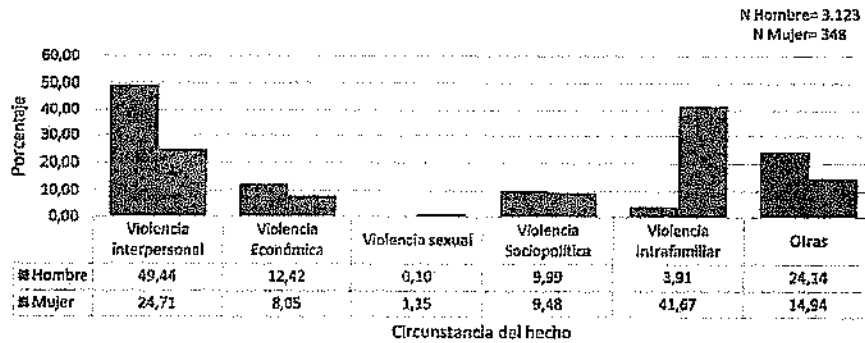 N Hombre= 3.123
N Mujer= 348
Porcentaje
60,00
50,00
40,00
30,00
20,00
10,00
0,00
Violencia interpersonal
Violencia Económica
Violencia sexual
Violencia Sociopolítica
Violencia Intrafamiliar
Otras
Hombre 49,44 12,42 0,10 9,99 3,91 24,14
Mujer 24,71 8,05 1,15 9,48 41,67 14,94
Circunstancia del hecho